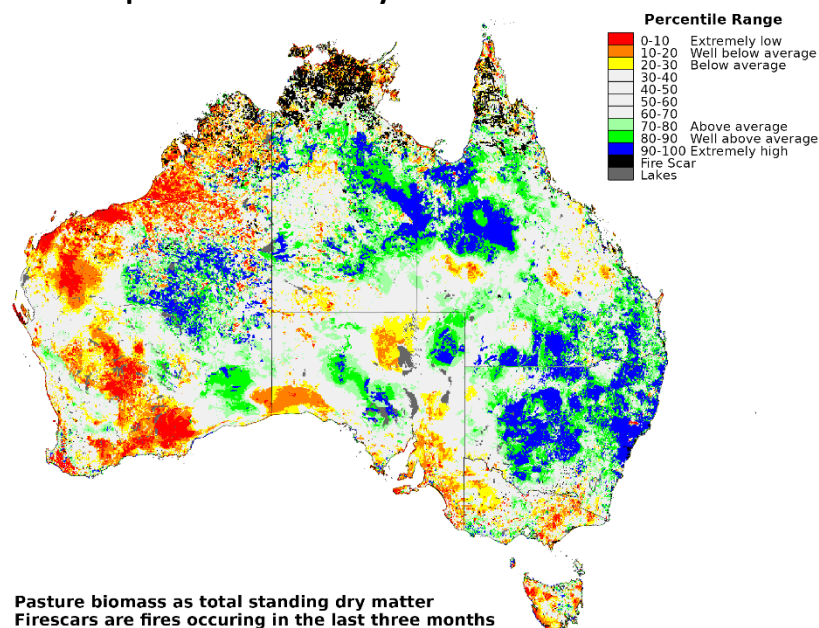 Percentile Range
0-10 Extremely low
10-20 Well below average
20-30 Below average
30-40
40-50
50-60
60-70
70-80 Above average
80-90 Well above average
90-100 Extremely high
Fire Scar
Lakes
Pasture biomass as total standing dry matter
Firescars are fires occuring in the last three months